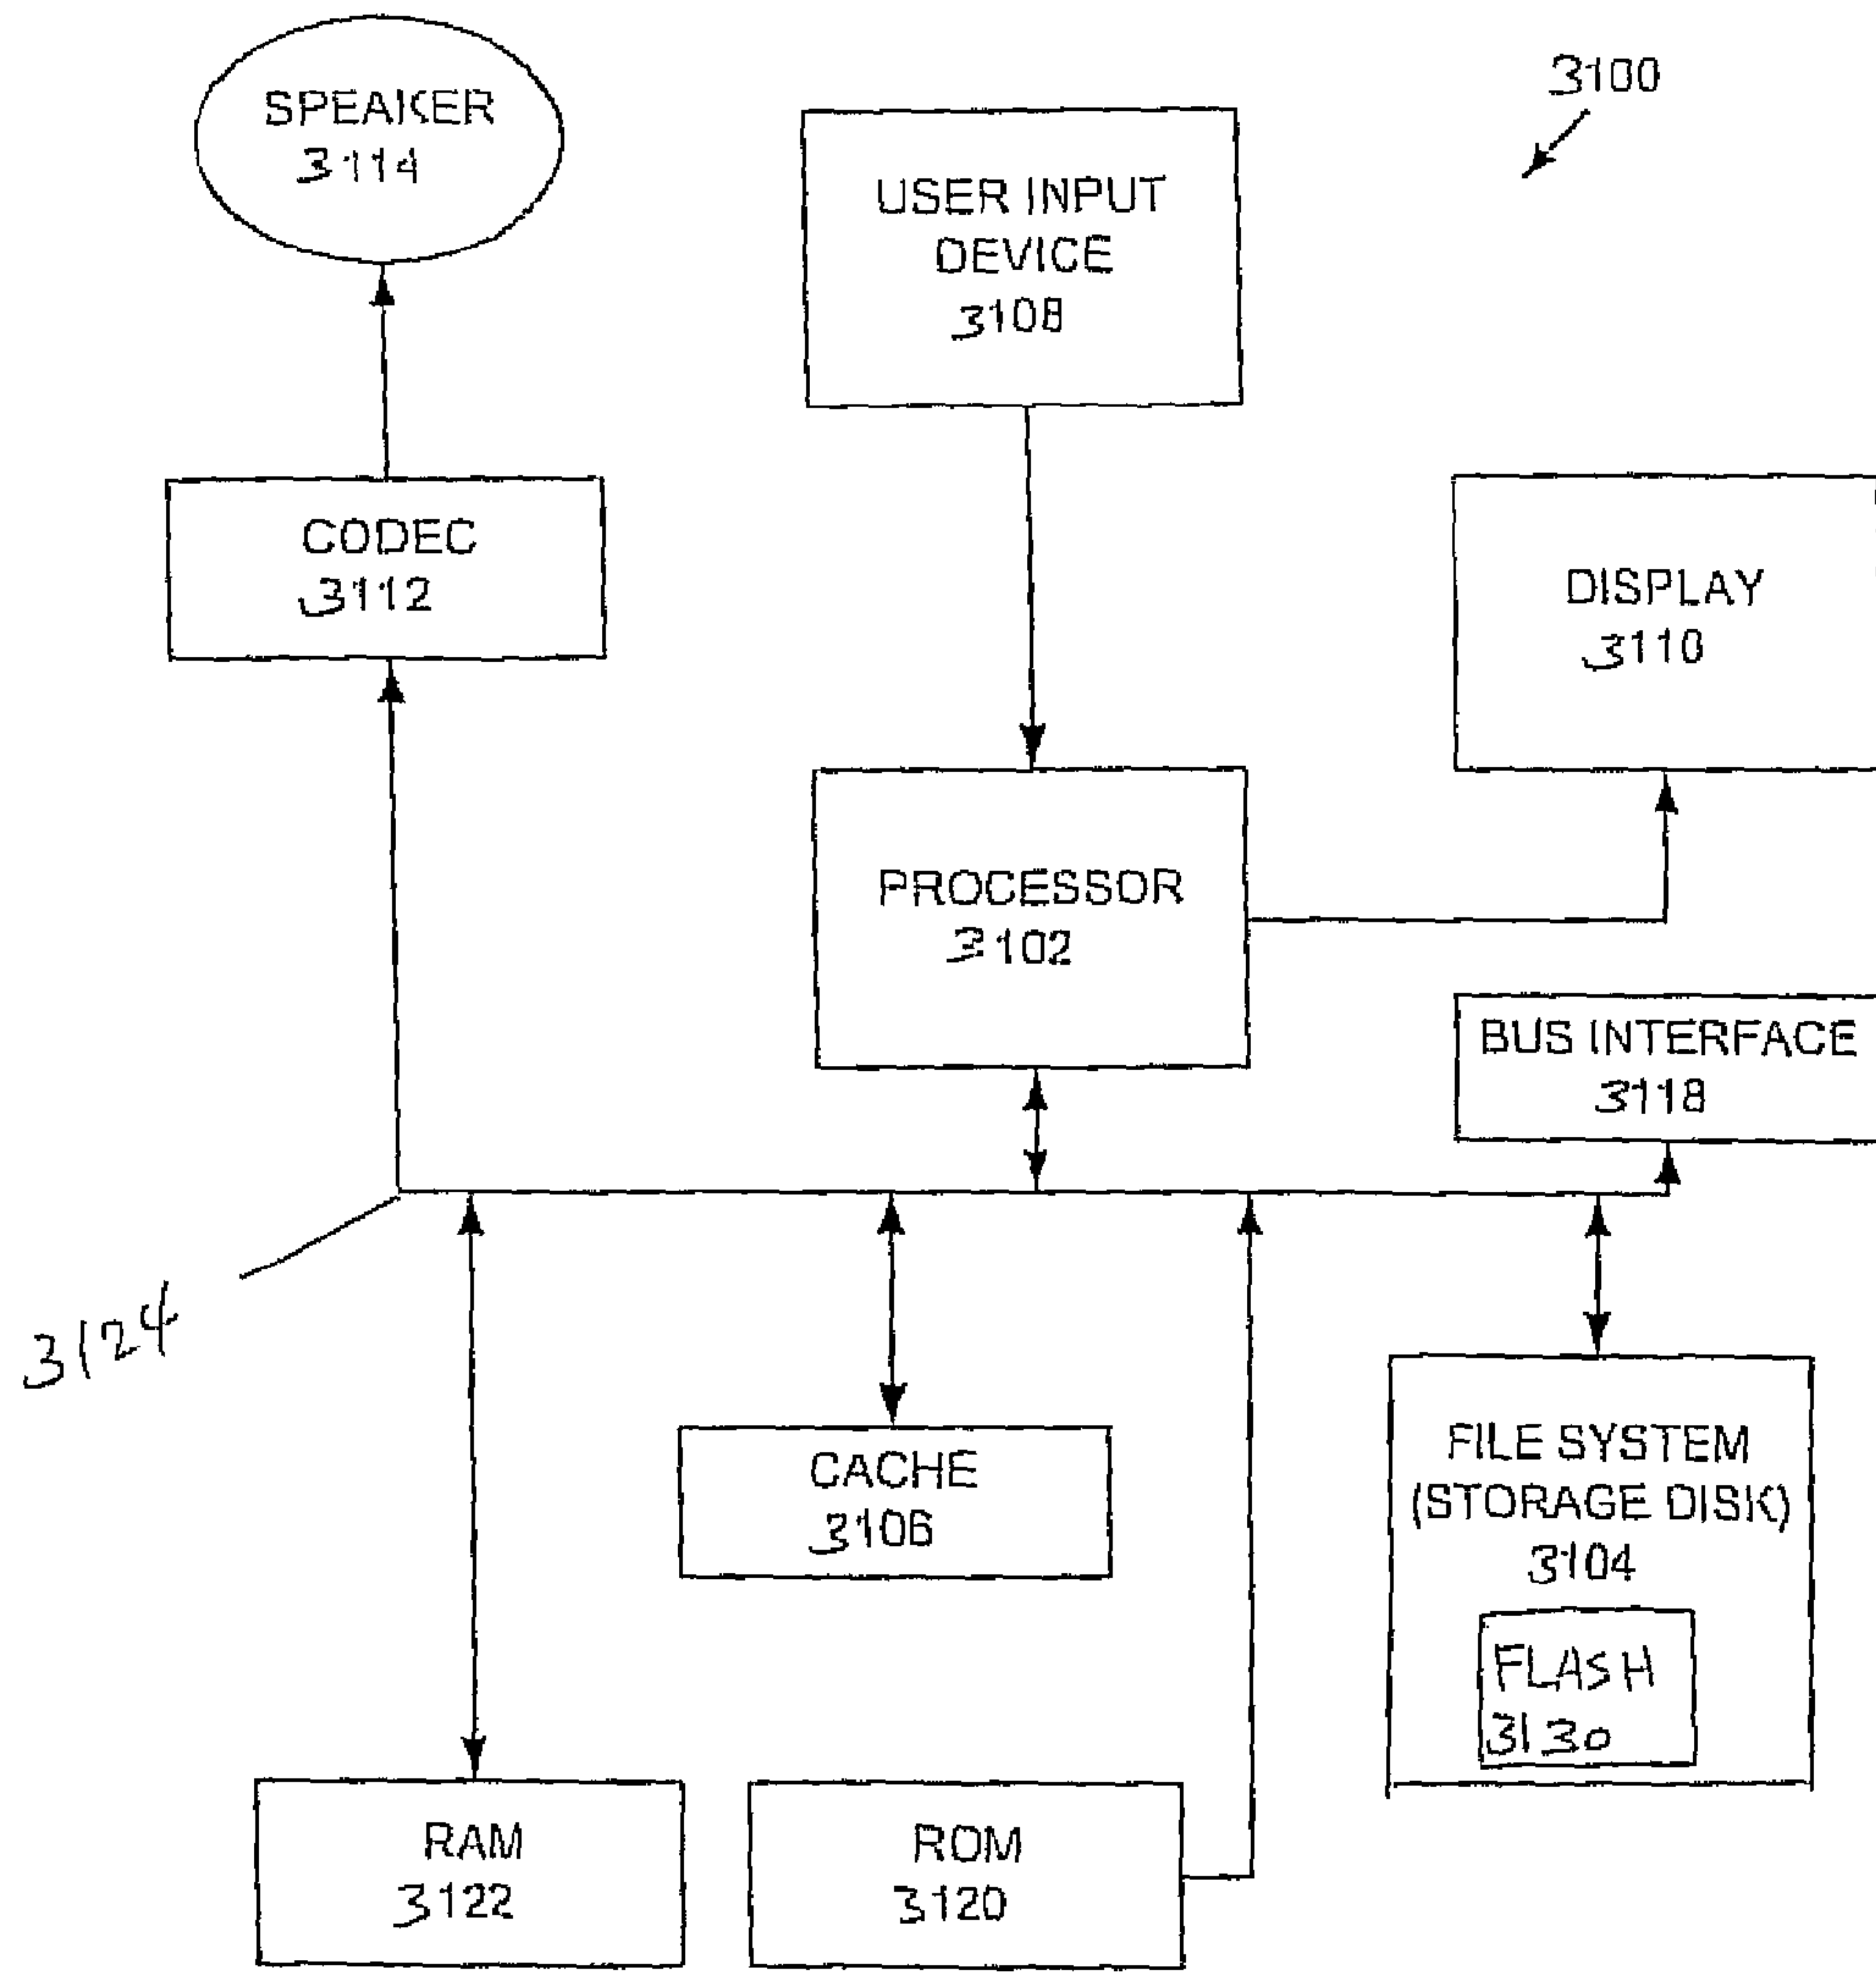 SPEAKER
3114
3100
USER INPUT
DEVICE
3108
CODEC
3112
DISPLAY
3110
PROCESSOR
3102
BUS INTERFACE
3118
3124
CACHE
3106
FILE SYSTEM
(STORAGE DISK)
3104
FLASH
3130
RAM
3122
ROM
3120